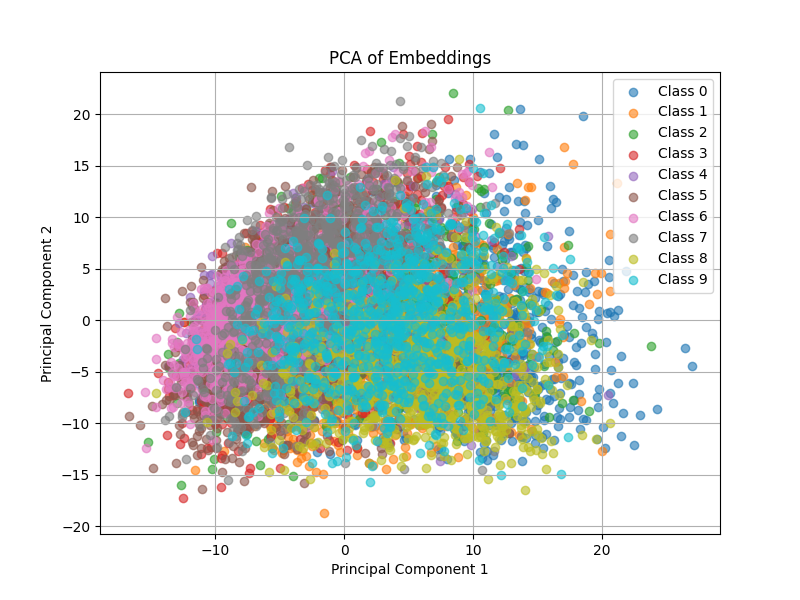 PCA of Embeddings
Class 0
Class 1
Class 2
Class 3
Class 4
Class 5
Class 6
Class 7
Class 8
Class 9
Principal Component 2
20
15
10
5
0
−5
−10
−15
−20
−10
0
10
20
Principal Component 1